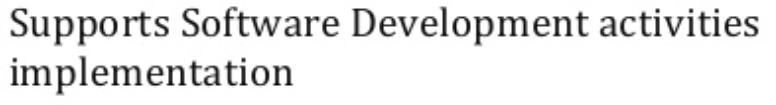 Supports Software Development activities
implementation